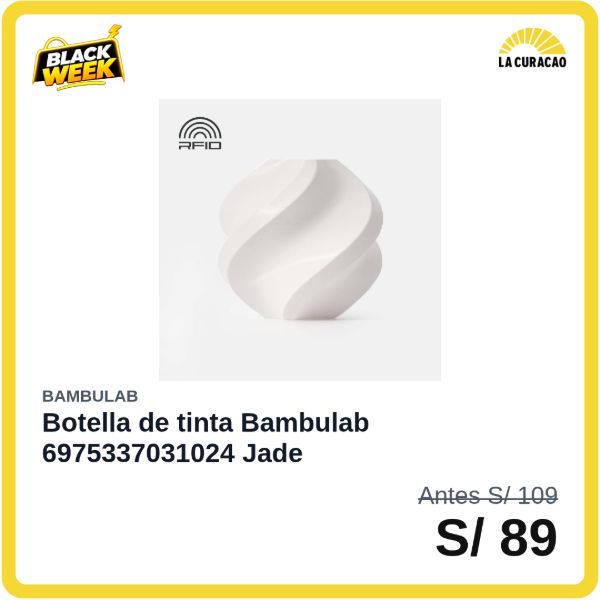 BLACK
WEEK
LA CURACAO
RFID
BAMBULAB
Botella de tinta Bambulab
6975337031024 Jade
Antes S/ 109
S/ 89